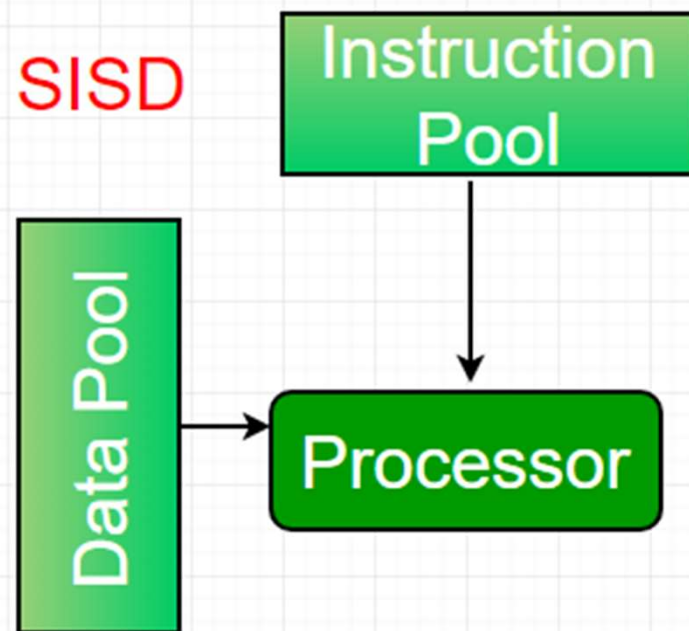 SISD
Instruction
Pool
Data Pool
Processor